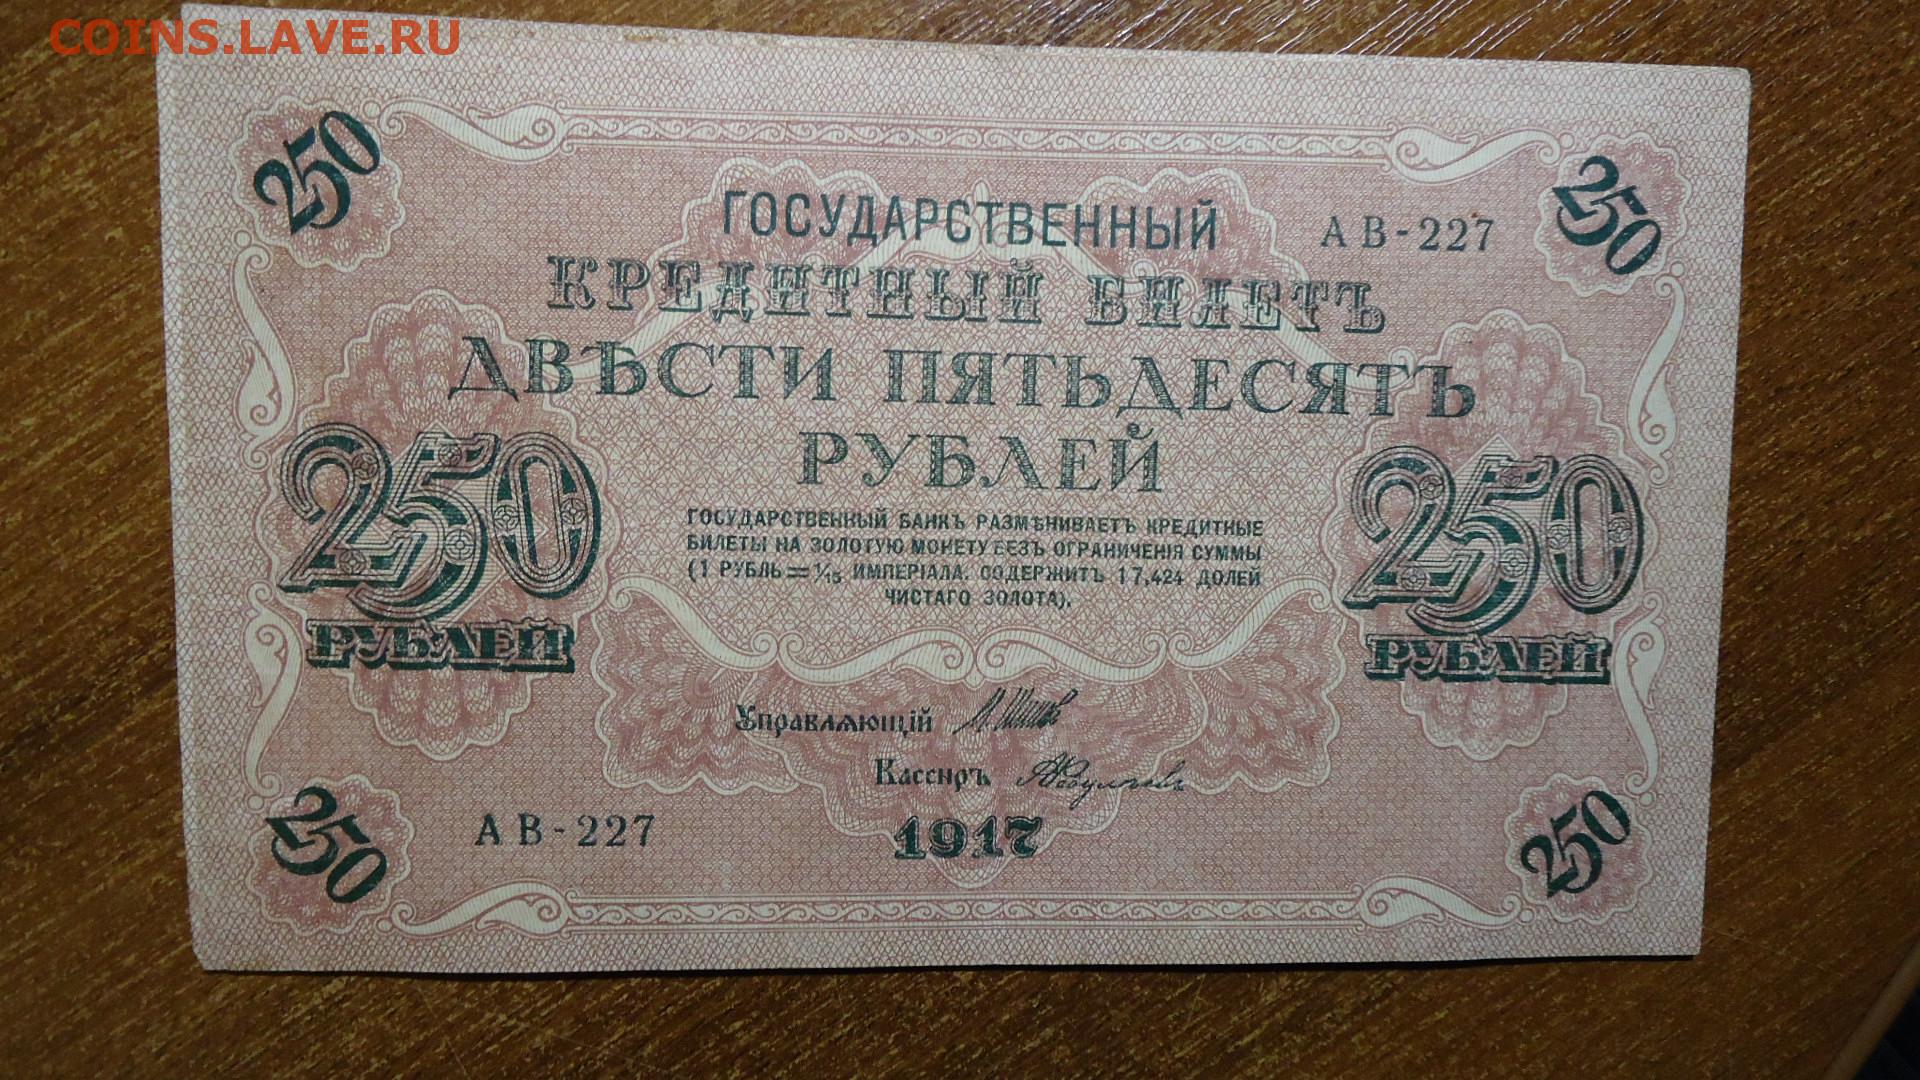 COINS.LAVE.RU
250
250
ГОСУДАРСТВЕННЫЙ
АВ-227
КРЕДИТНЫЙ БИЛЕТЪ
ДВѢСТИ ПЯТЬДЕСЯТЪ
РУБЛЕЙ
250
РУБЛЕЙ
250
РУБЛЕЙ
ГОСУДАРСТВЕННЫЙ БАНКЪ РАЗМѢНИВАЕТЪ КРЕДИТНЫЕ
БИЛЕТЫ НА ЗОЛОТУЮ МОНЕТУ БЕЗЪ ОГРАНИЧЕНІЯ СУММЫ
(1 РУБЛЬ = 1/15 ИМПЕРІАЛА, СОДЕРЖИТЪ 17,424 ДОЛЕЙ
ЧИСТАГО ЗОЛОТА).
Управляющій
Кассиръ
АВ-227
1917
250
250